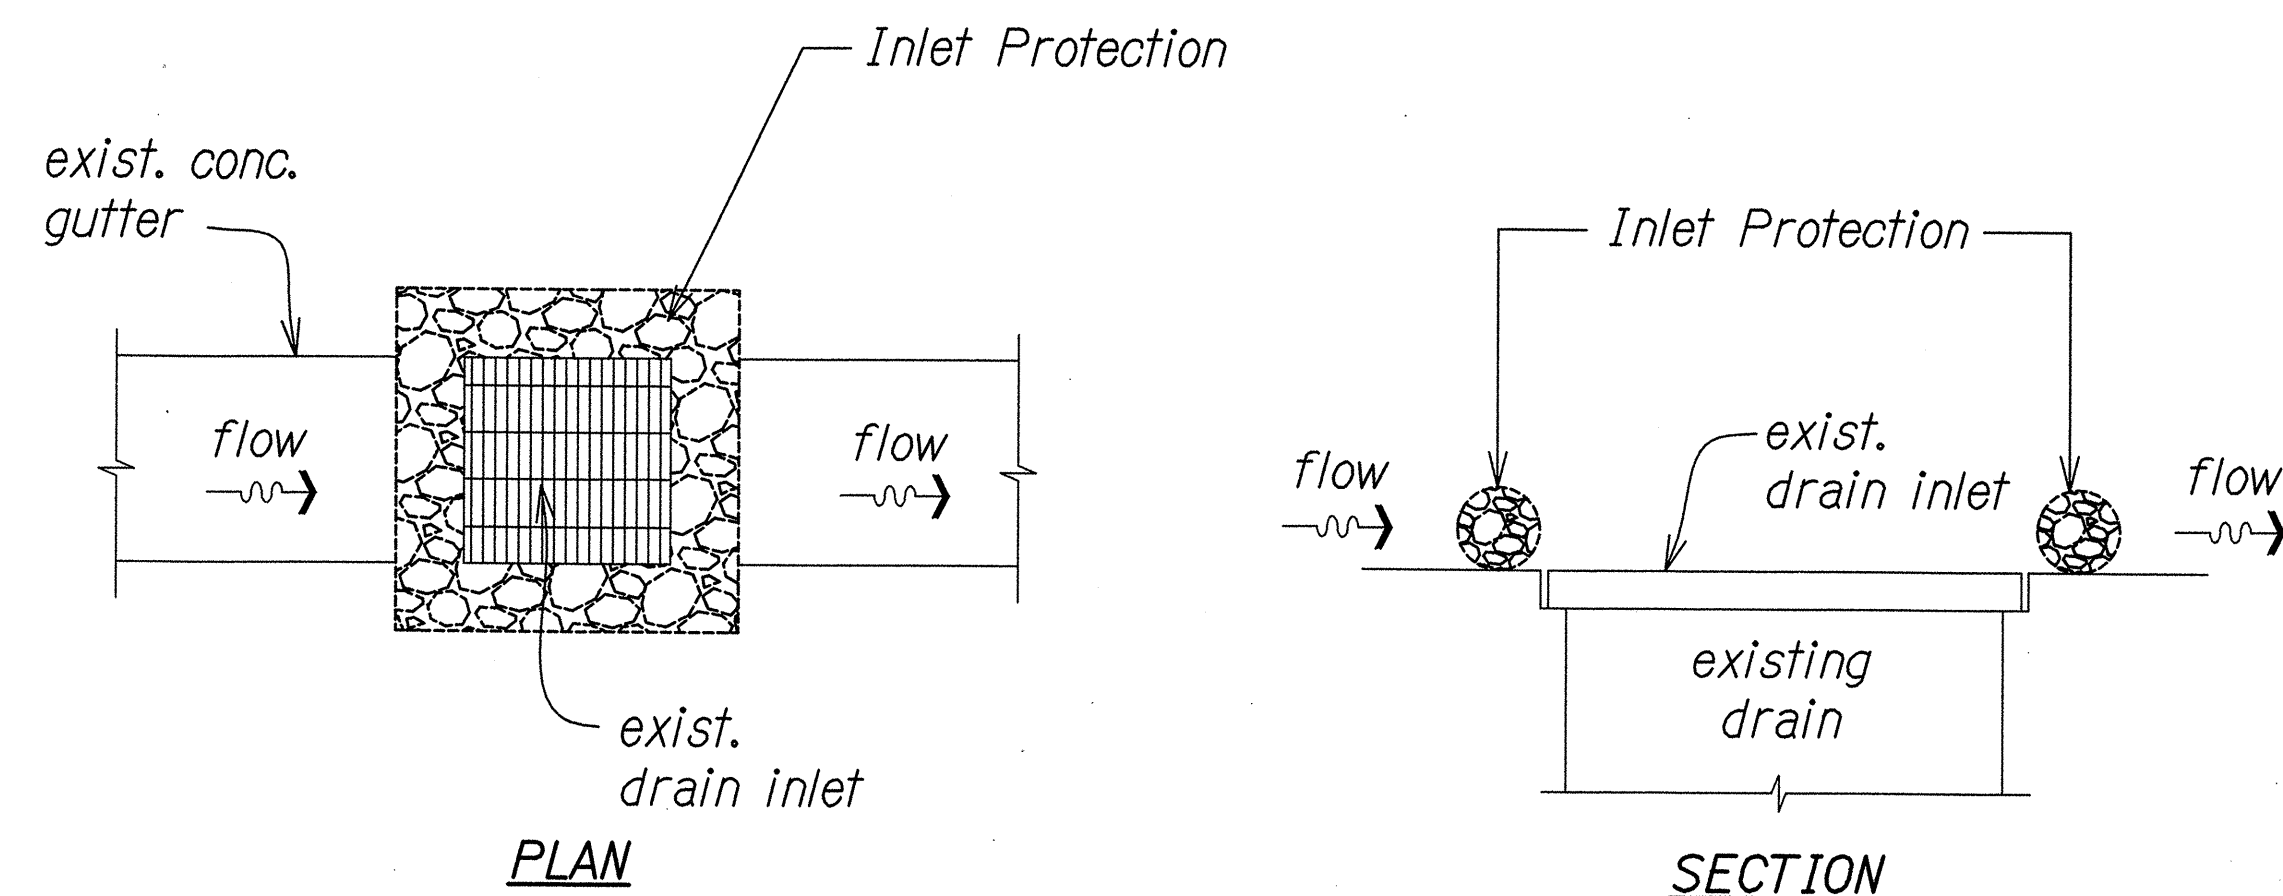 Inlet Protection
exist. conc.
gutter
flow
flow
exist.
drain inlet
PLAN
Inlet Protection
exist.
drain inlet
flow
flow
existing
drain
SECTION